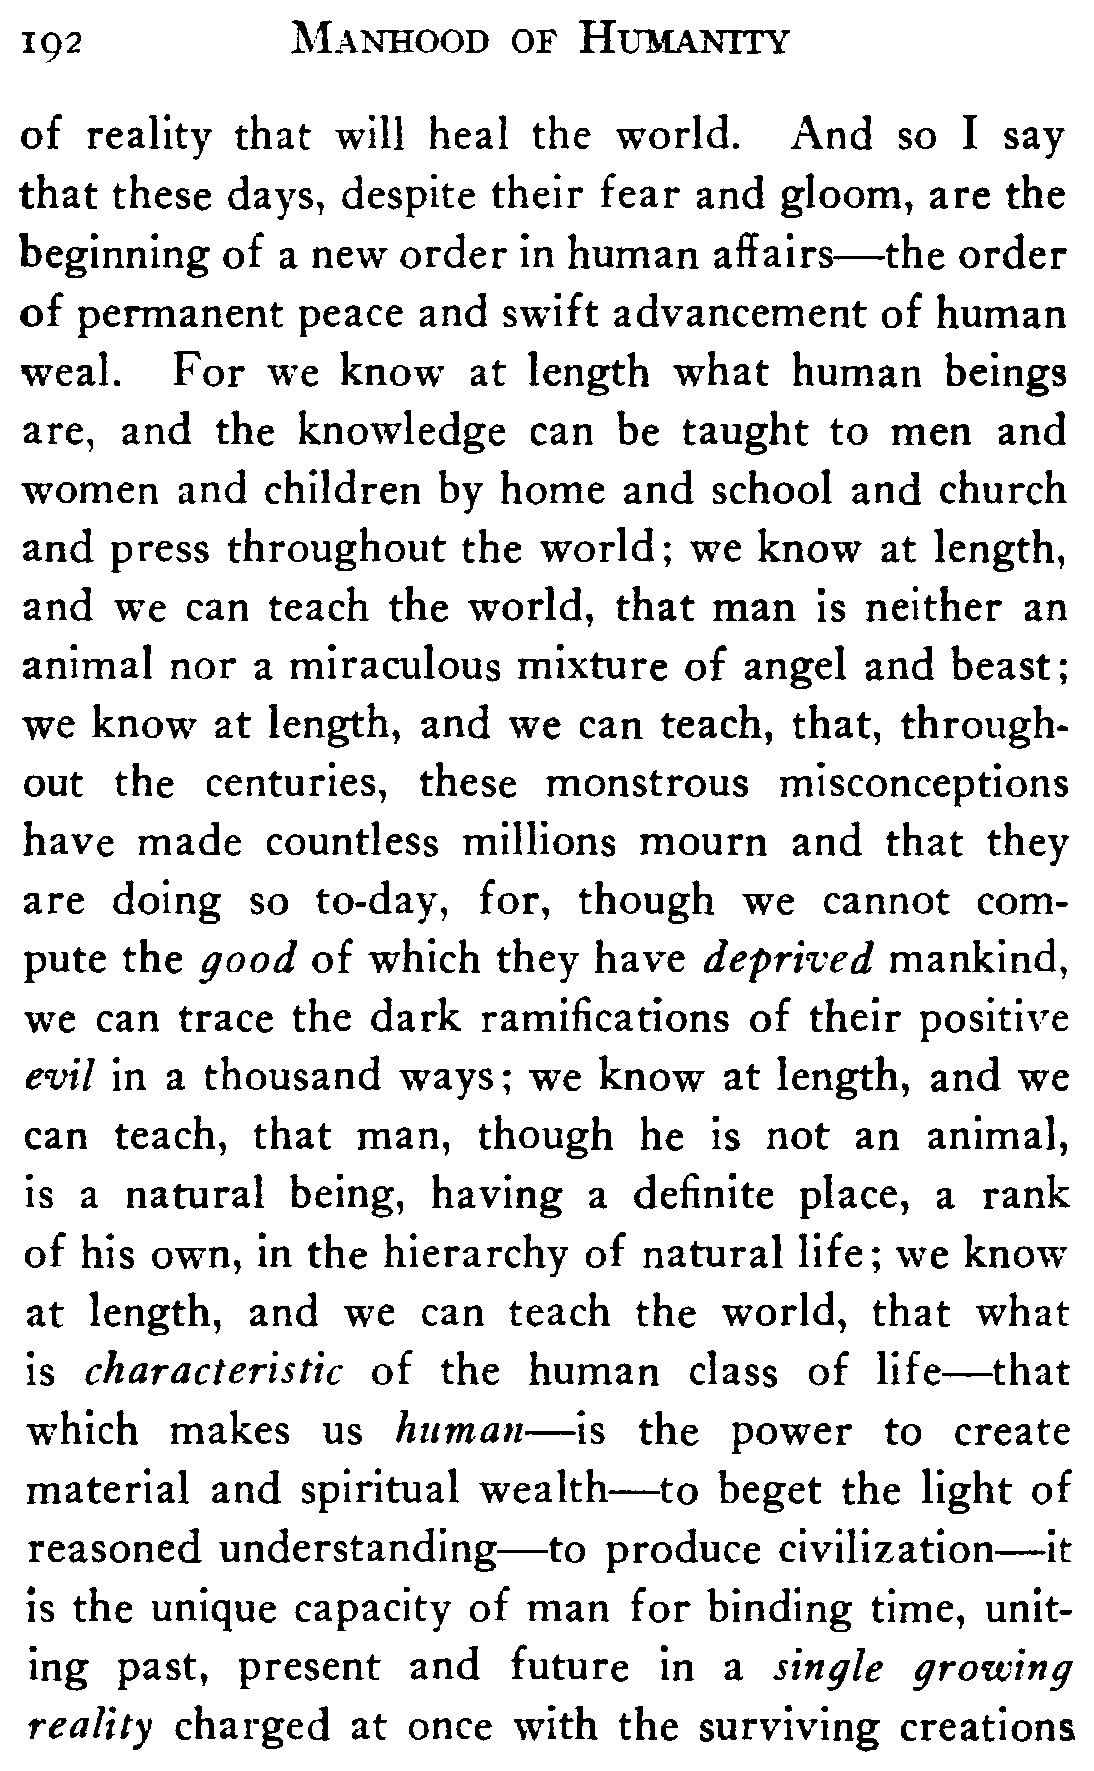 192 MANHOOD OF HUMANITY
of reality that will heal the world. And so I say
that these days, despite their fear and gloom, are the
beginning of a new order in human affairs—the order
of permanent peace and swift advancement of human
weal. For we know at length what human beings
are, and the knowledge can be taught to men and
women and children by home and school and church
and press throughout the world; we know at length,
and we can teach the world, that man is neither an
animal nor a miraculous mixture of angel and beast;
we know at length, and we can teach, that, through-
out the centuries, these monstrous misconceptions
have made countless millions mourn and that they
are doing so to-day, for, though we cannot com-
pute the good of which they have deprived mankind,
we can trace the dark ramifications of their positive
evil in a thousand ways; we know at length, and we
can teach, that man, though he is not an animal,
is a natural being, having a definite place, a rank
of his own, in the hierarchy of natural life; we know
at length, and we can teach the world, that what
is characteristic of the human class of life—that
which makes us human—is the power to create
material and spiritual wealth—to beget the light of
reasoned understanding—to produce civilization—it
is the unique capacity of man for binding time, unit-
ing past, present and future in a single growing
reality charged at once with the surviving creations